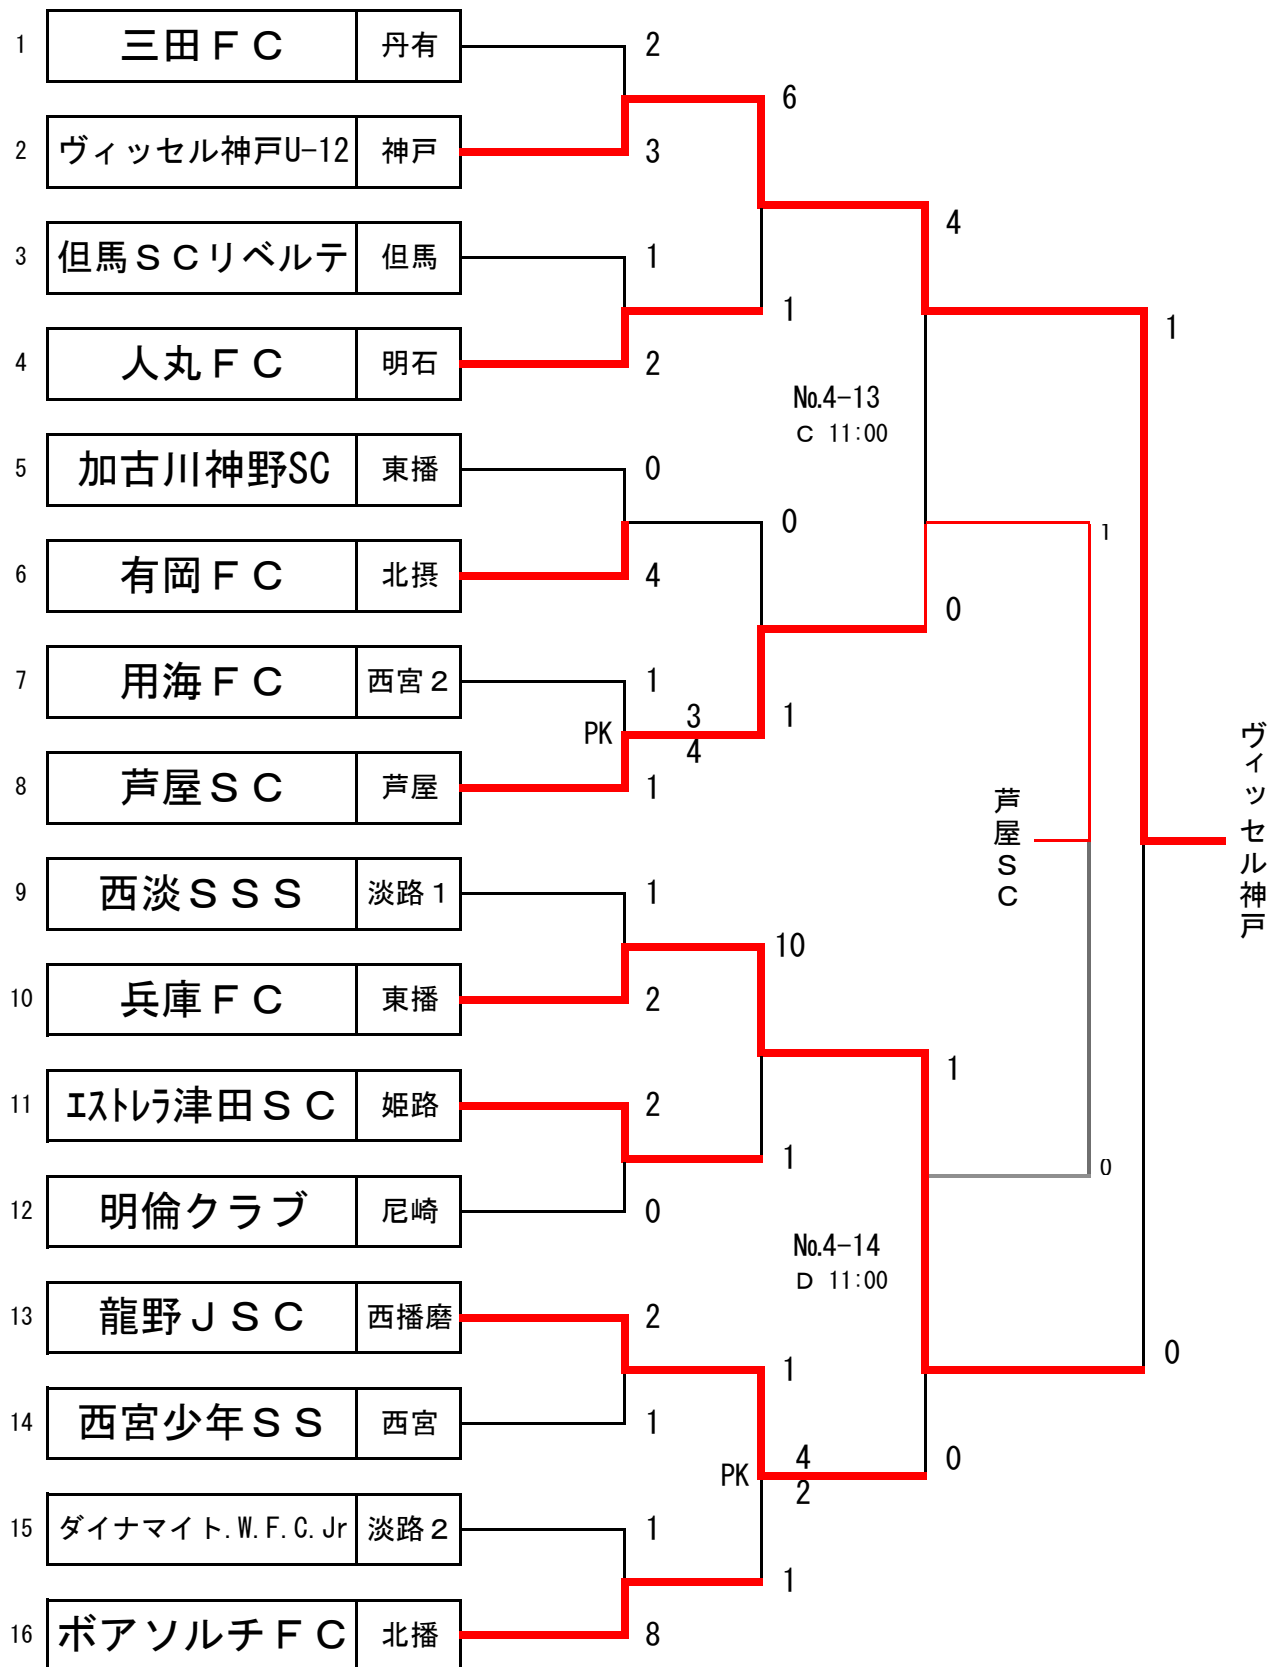 1 三田ＦＣ 丹有 2
6
2 ヴィッセル神戸U-12 神戸 3
4
3 但馬ＳＣリベルテ 但馬 1
1
1
4 人丸ＦＣ 明石 2
No.4-13
C 11:00
5 加古川神野SC 東播 0
0
1
6 有岡ＦＣ 北摂 4
0
7 用海ＦＣ 西宮２ 1
PK 3
4
1
8 芦屋ＳＣ 芦屋 1
芦屋ＳＣ
ヴィッセル神戸
9 西淡ＳＳＳ 淡路１ 1
10
10 兵庫ＦＣ 東播 2
1
11 ｴｽﾄﾚﾗ津田ＳＣ 姫路 2
1
0
12 明倫クラブ 尼崎 0
No.4-14
D 11:00
13 龍野ＪＳＣ 西播磨 2
1
0
14 西宮少年ＳＳ 西宮 1
PK 4
2
0
15 ダイナマイト.W.F.C.Jr 淡路２ 1
1
16 ボアソルチＦＣ 北播 8